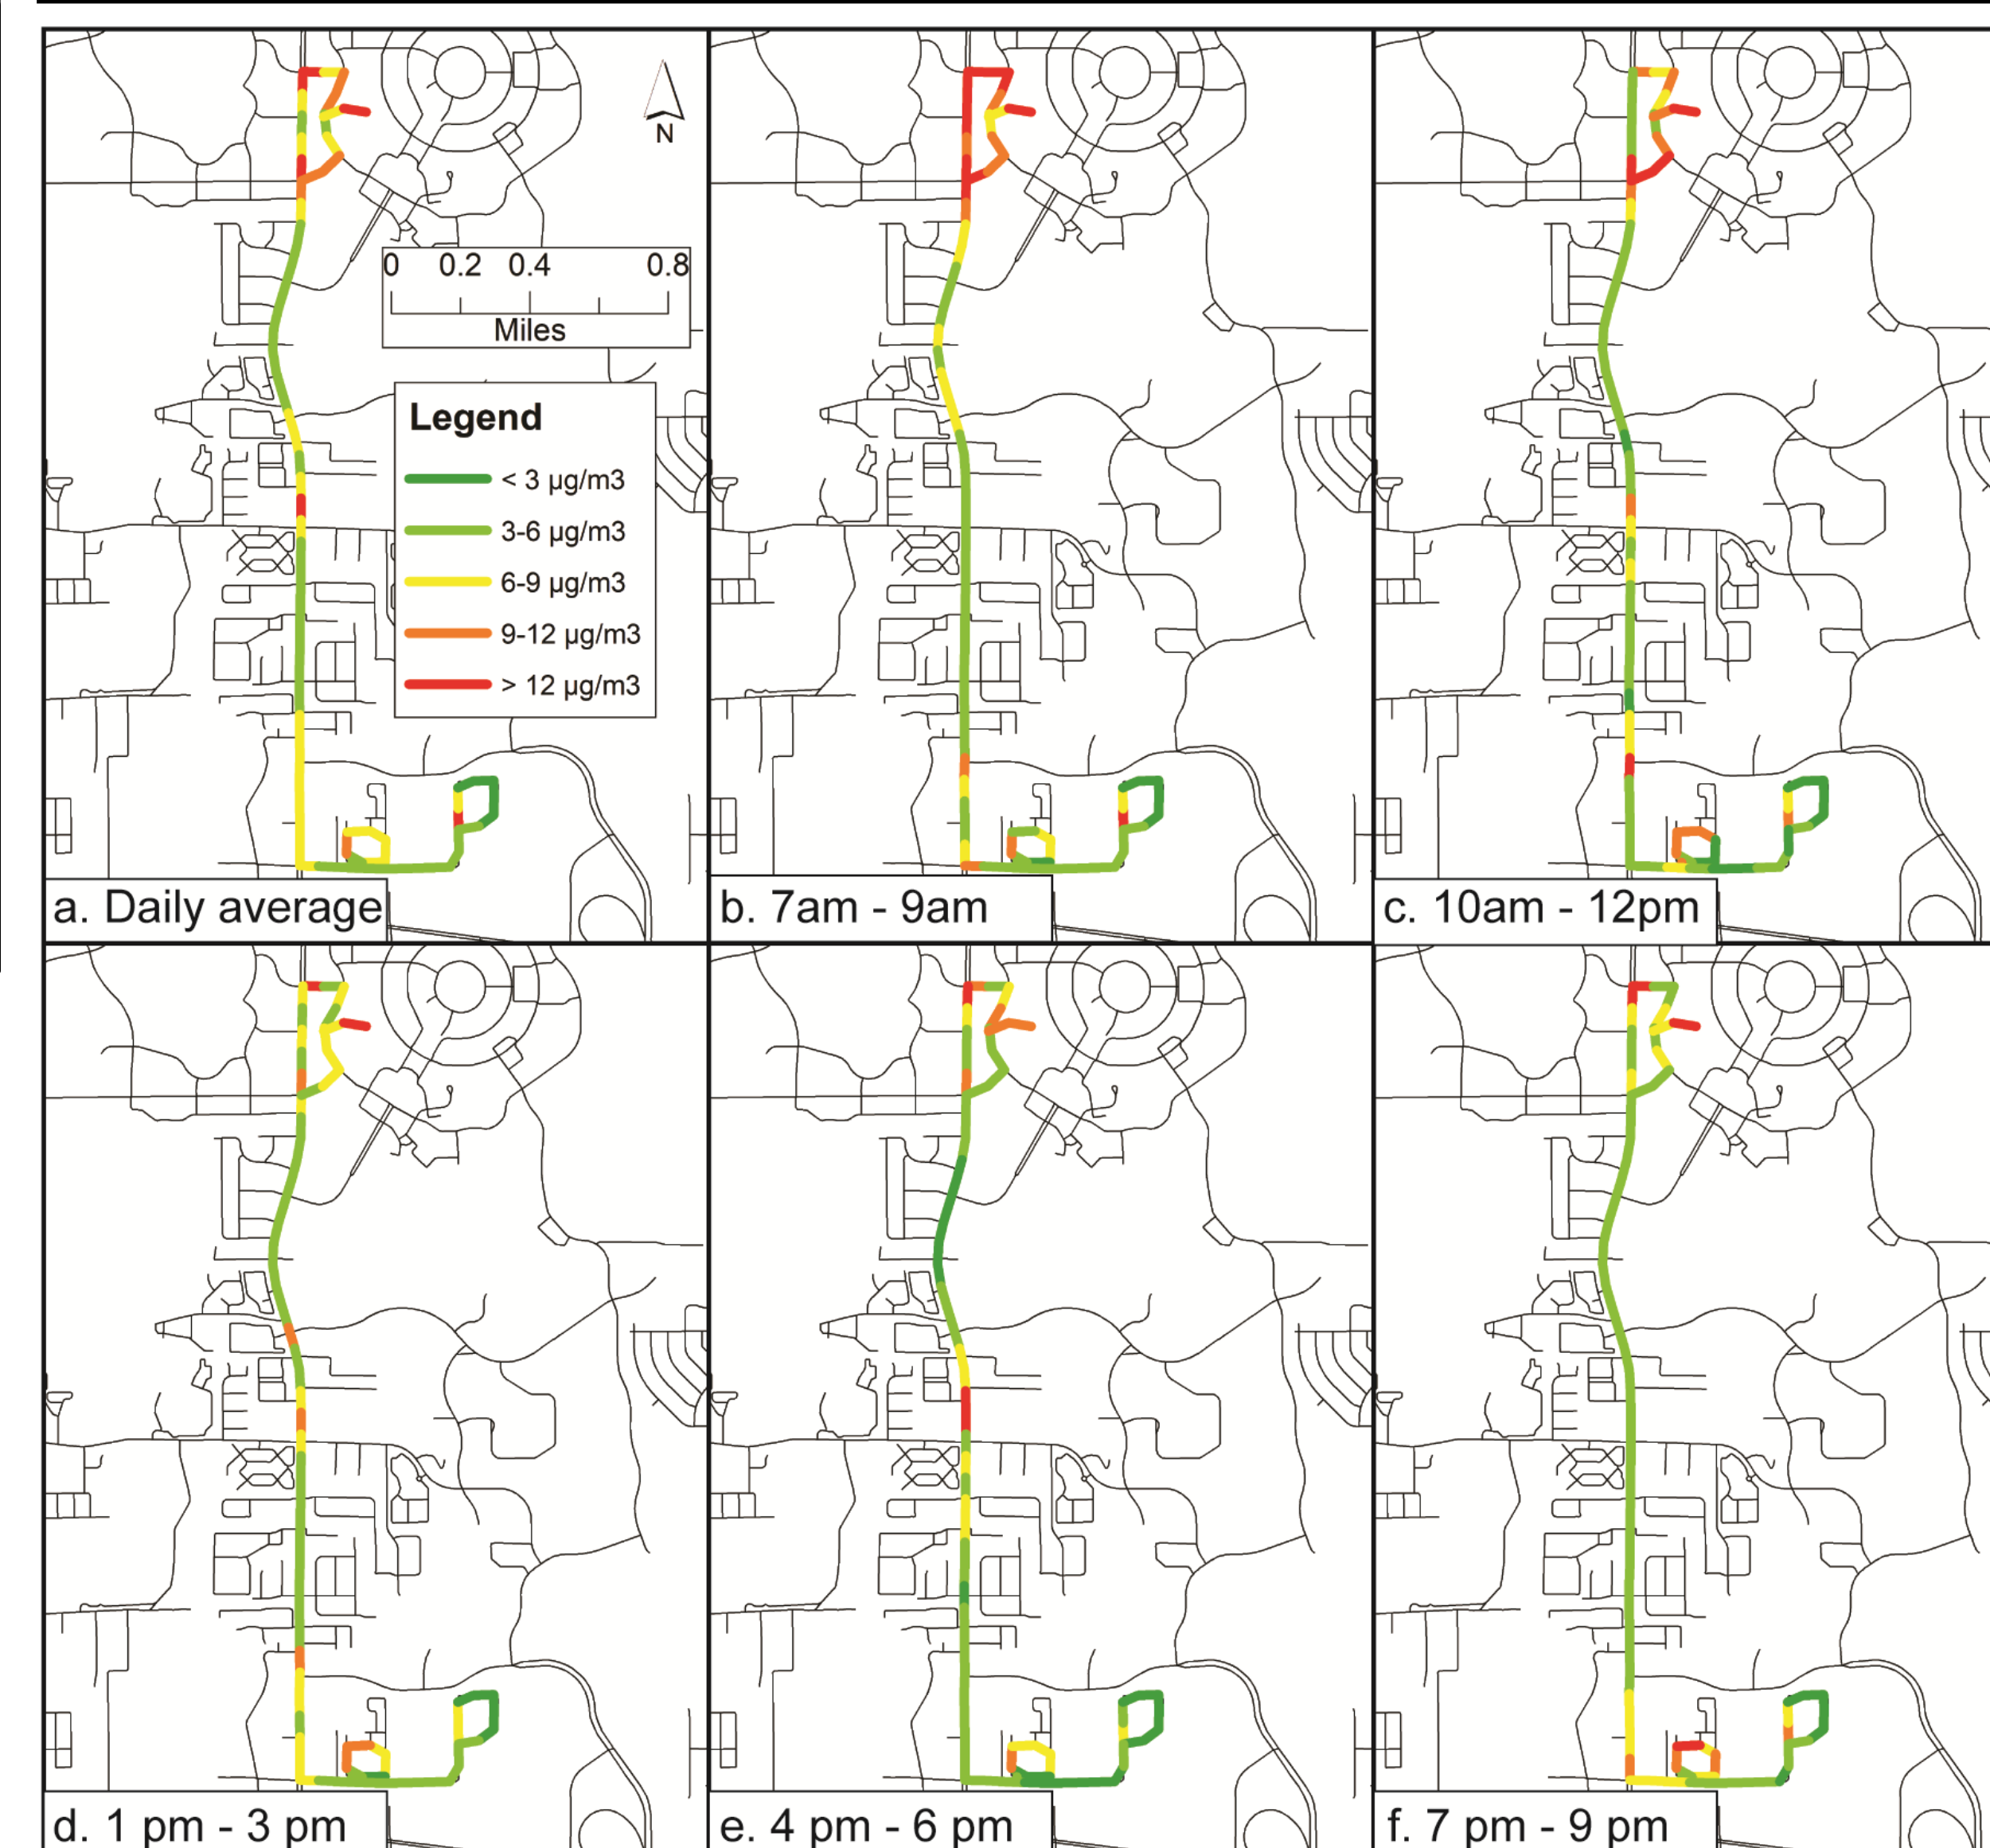 N
0 0.2 0.4 0.8
Miles
Legend
< 3 µg/m3
3-6 µg/m3
6-9 µg/m3
9-12 µg/m3
> 12 µg/m3
a. Daily average
b. 7am - 9am
c. 10am - 12pm
d. 1 pm - 3 pm
e. 4 pm - 6 pm
f. 7 pm - 9 pm